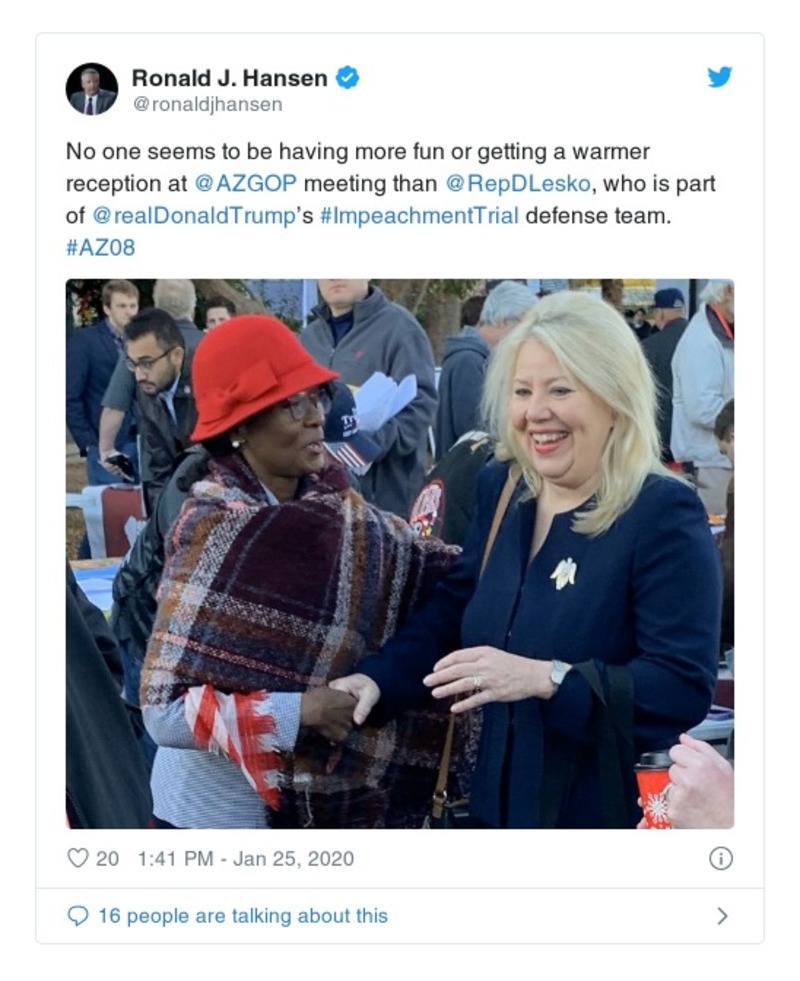 Ronald J. Hansen
@ronaldjhansen
No one seems to be having more fun or getting a warmer
reception at @AZGOP meeting than @RepDLesko, who is part
of @realDonaldTrump’s #ImpeachmentTrial defense team.
#AZ08
20 1:41 PM - Jan 25, 2020
16 people are talking about this